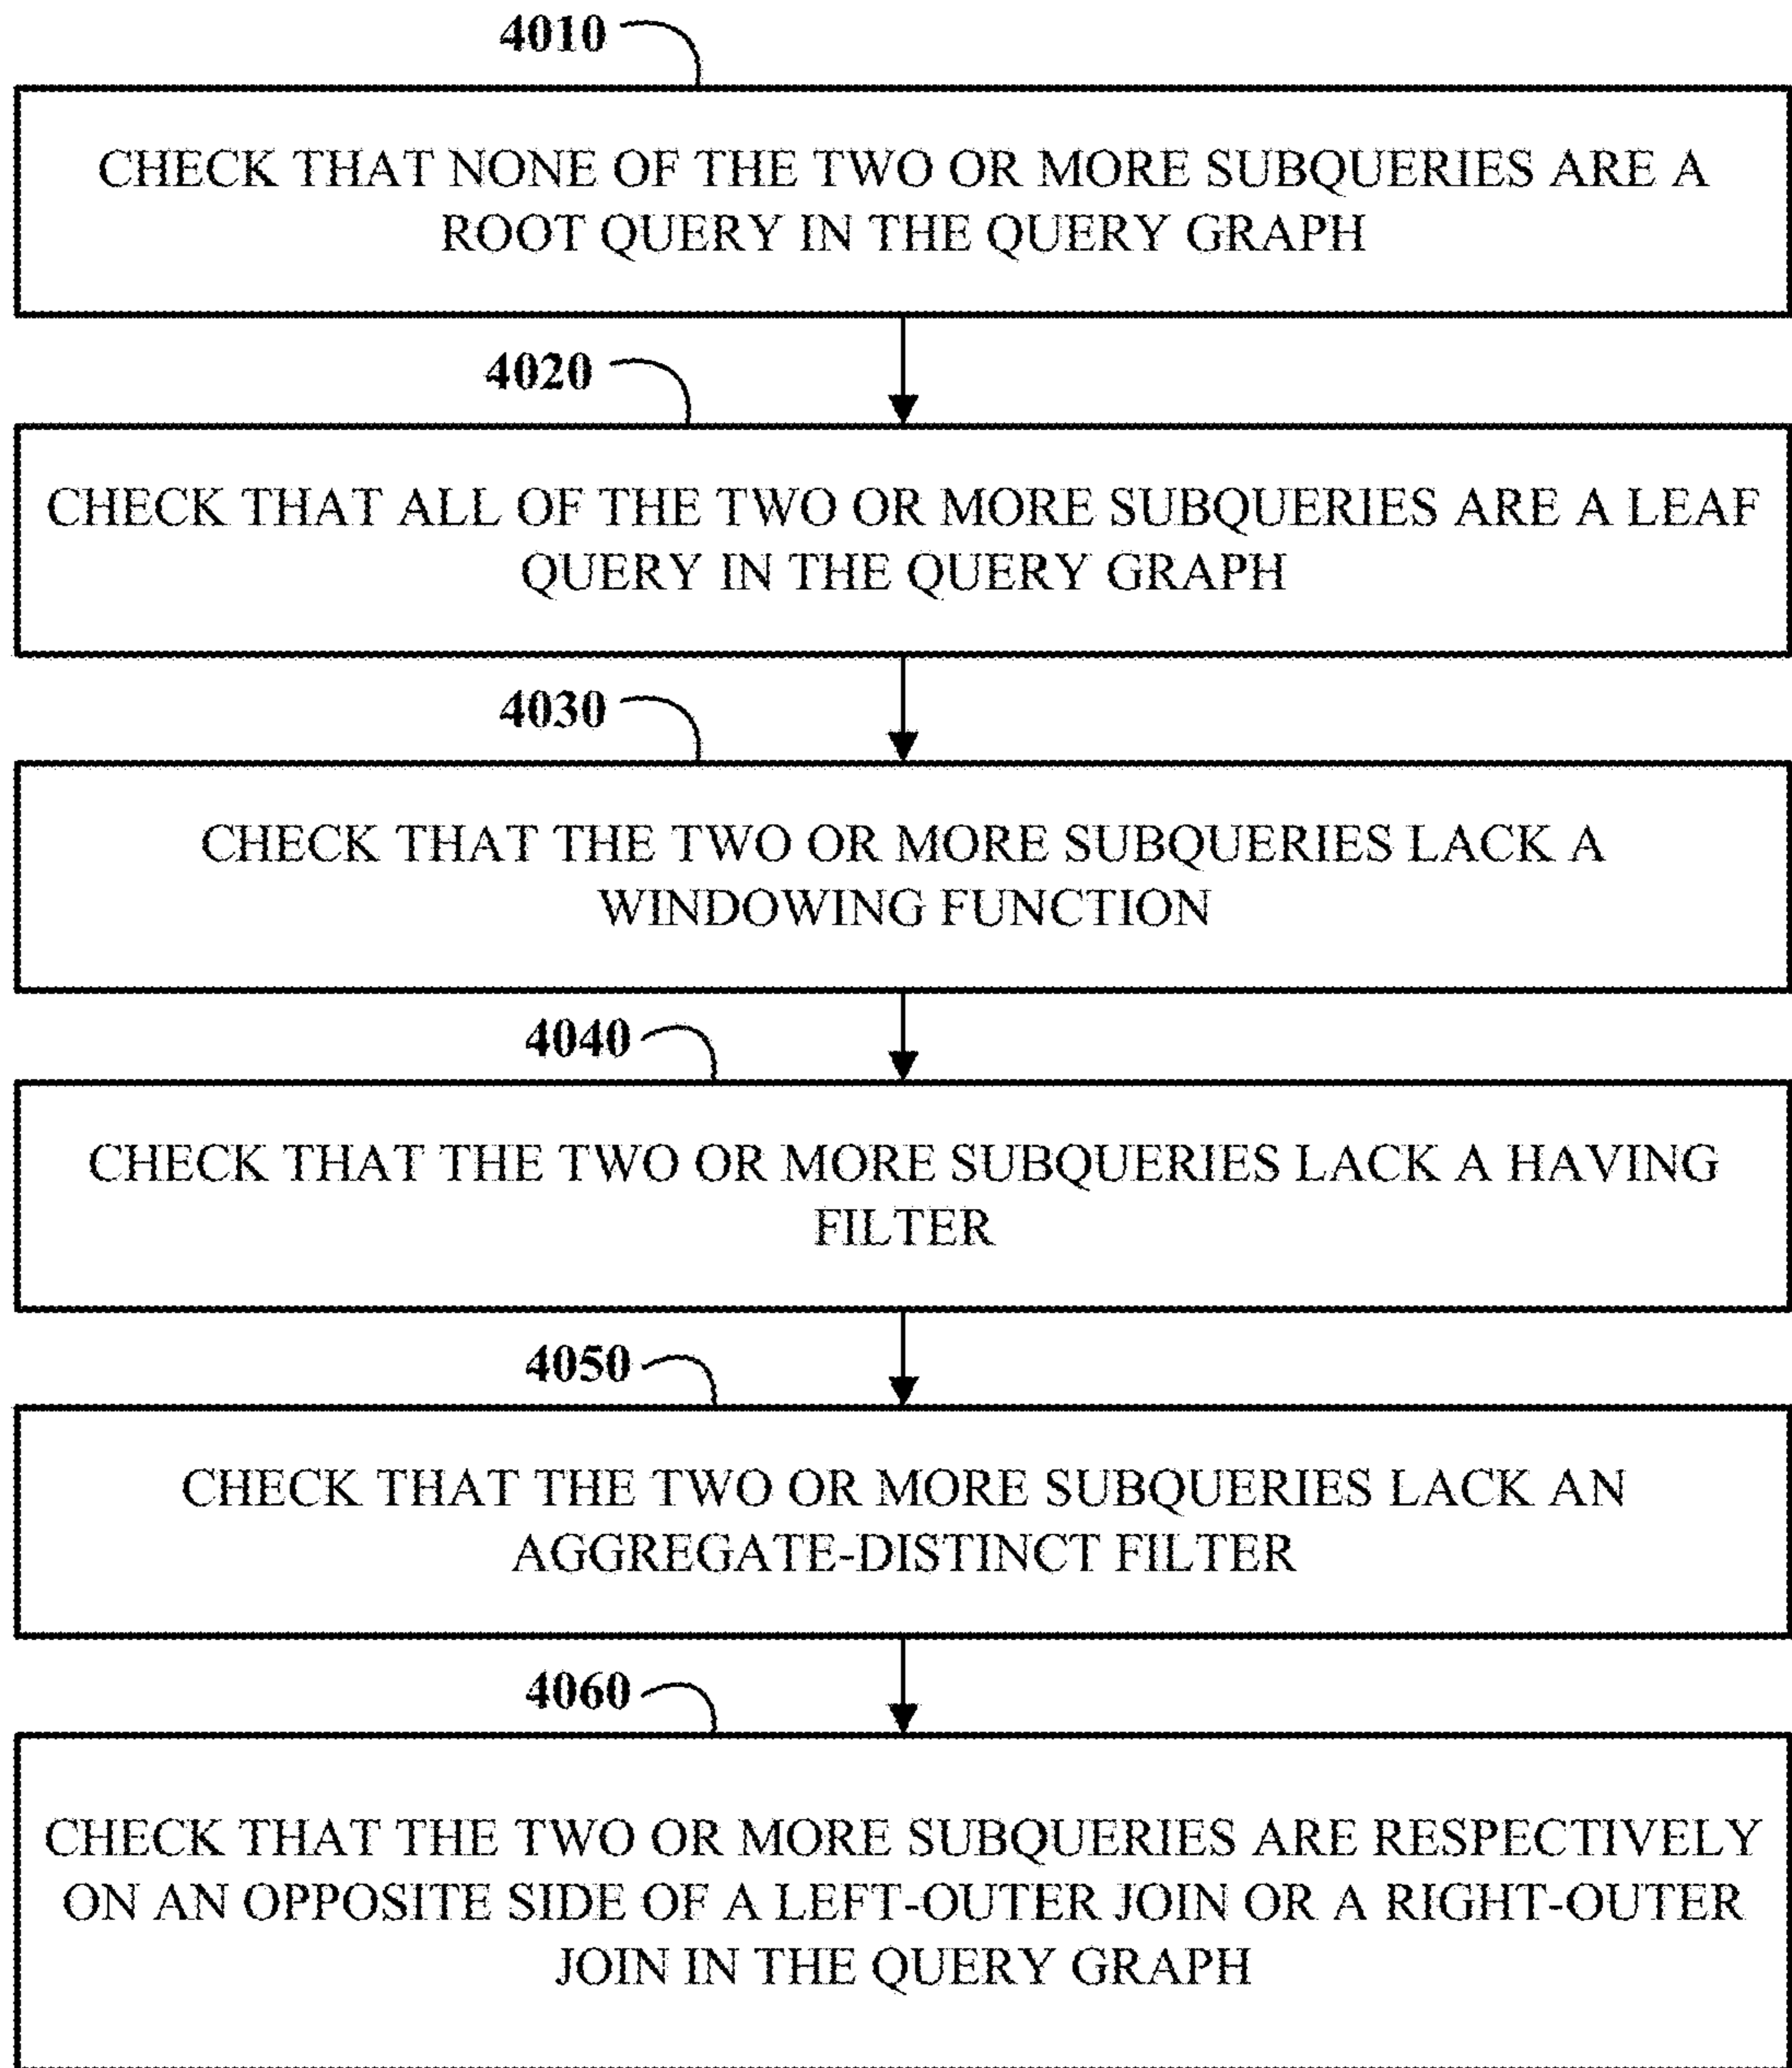 4010
CHECK THAT NONE OF THE TWO OR MORE SUBQUERIES ARE A
ROOT QUERY IN THE QUERY GRAPH
4020
CHECK THAT ALL OF THE TWO OR MORE SUBQUERIES ARE A LEAF
QUERY IN THE QUERY GRAPH
4030
CHECK THAT THE TWO OR MORE SUBQUERIES LACK A
WINDOWING FUNCTION
4040
CHECK THAT THE TWO OR MORE SUBQUERIES LACK A HAVING
FILTER
4050
CHECK THAT THE TWO OR MORE SUBQUERIES LACK AN
AGGREGATE-DISTINCT FILTER
4060
CHECK THAT THE TWO OR MORE SUBQUERIES ARE RESPECTIVELY
ON AN OPPOSITE SIDE OF A LEFT-OUTER JOIN OR A RIGHT-OUTER
JOIN IN THE QUERY GRAPH